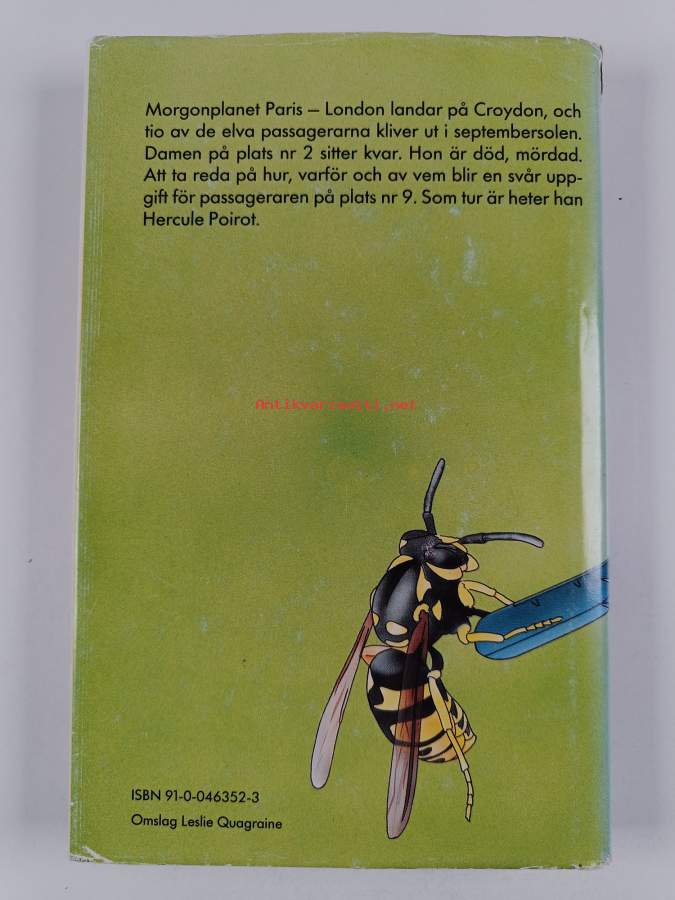 Morgonplanet Paris – London landar på Croydon, och
tio av de elva passagerarna kliver ut i septembersolen.
Damen på plats nr 2 sitter kvar. Hon är död, mördad.
Att ta reda på hur, varför och av vem blir en svår upp-
gift för passageraren på plats nr 9. Som tur är heter han
Hercule Poirot.
Antikvariaatti.net
ISBN 91-0-046352-3
Omslag Leslie Quagraine